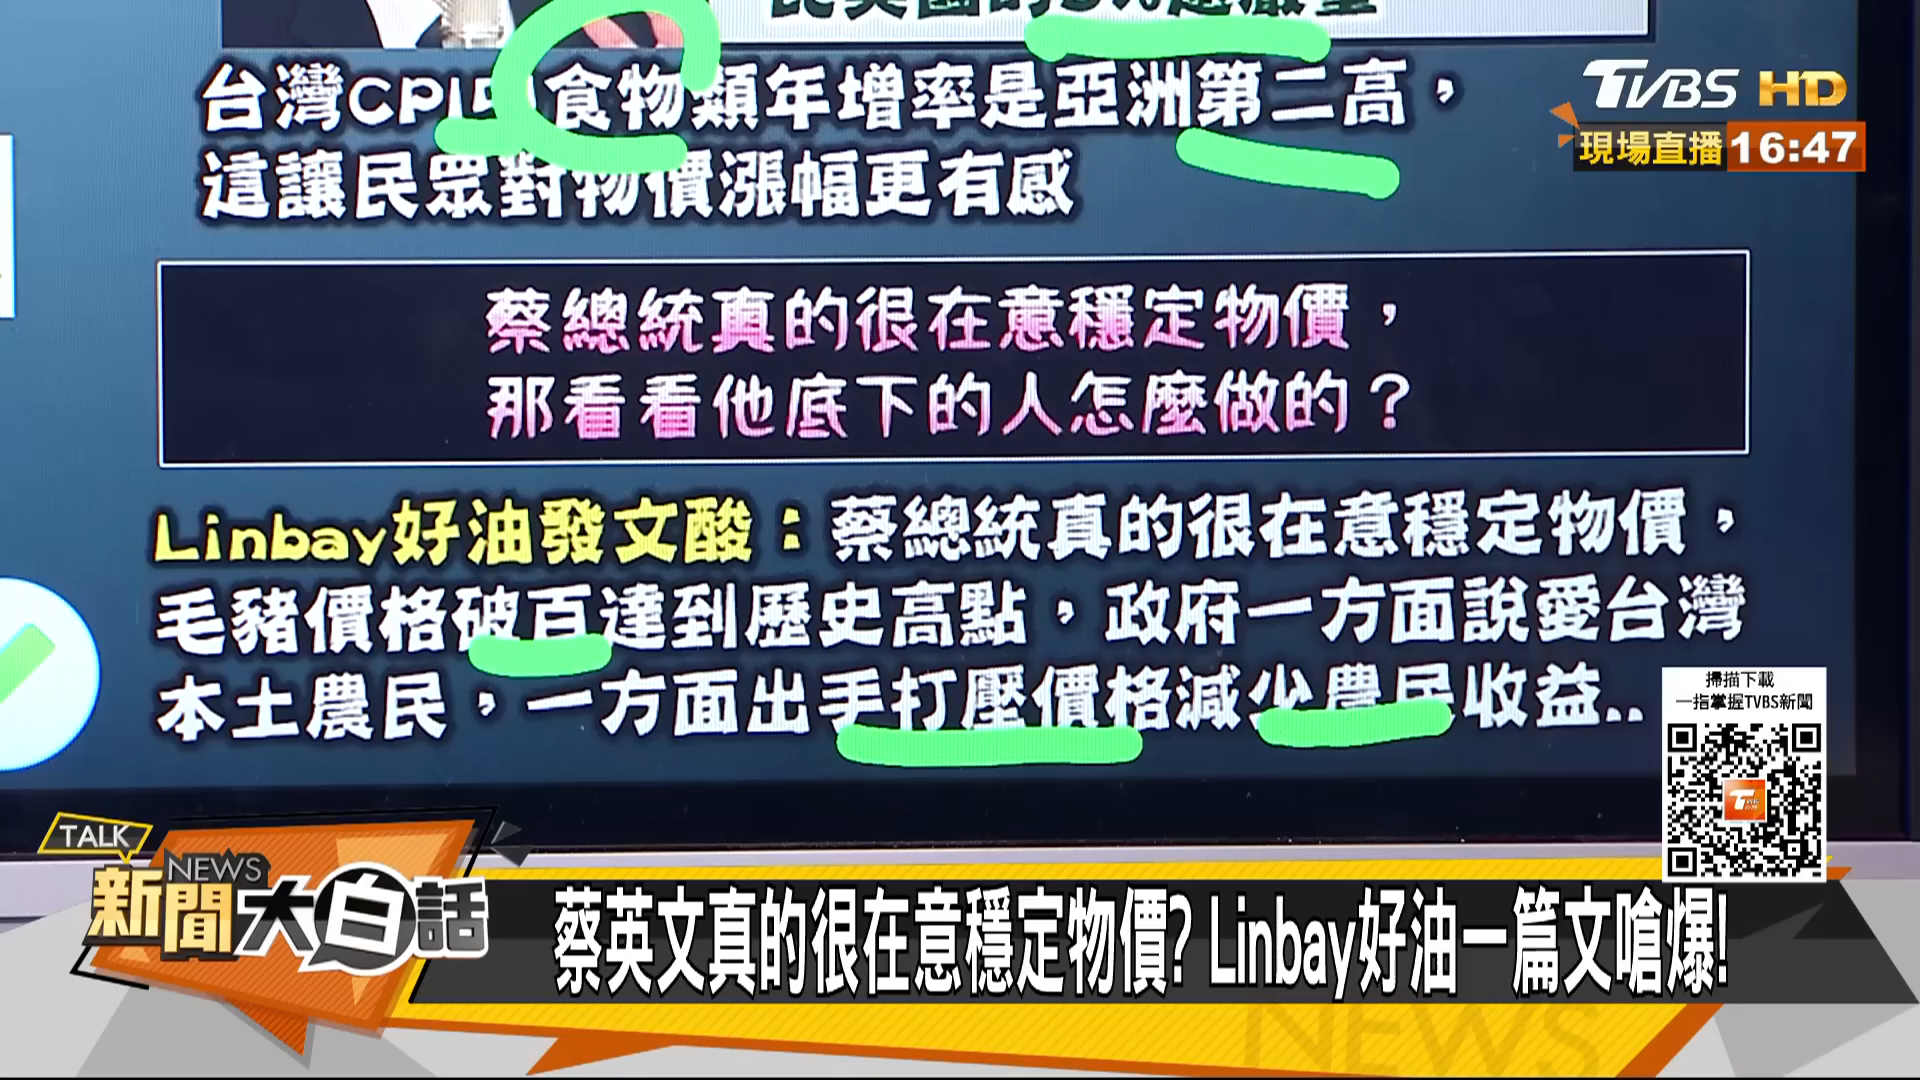 台灣CPI中食物類年增率是亞洲第二高，
這讓民眾對物價漲幅更有感
蔡總統真的很在意穩定物價，
那看看他底下的人怎麼做的？
Linbay好油發文酸：蔡總統真的很在意穩定物價，
毛豬價格破百達到歷史高點，政府一方面說愛台灣
本土農民，一方面出手打壓價格減少農民收益..
TVBS HD
現場直播 16:47
掃描下載
一指掌握TVBS新聞
TALK
NEWS
新聞大白話
蔡英文真的很在意穩定物價? Linbay好油一篇文嗆爆!
NEWS